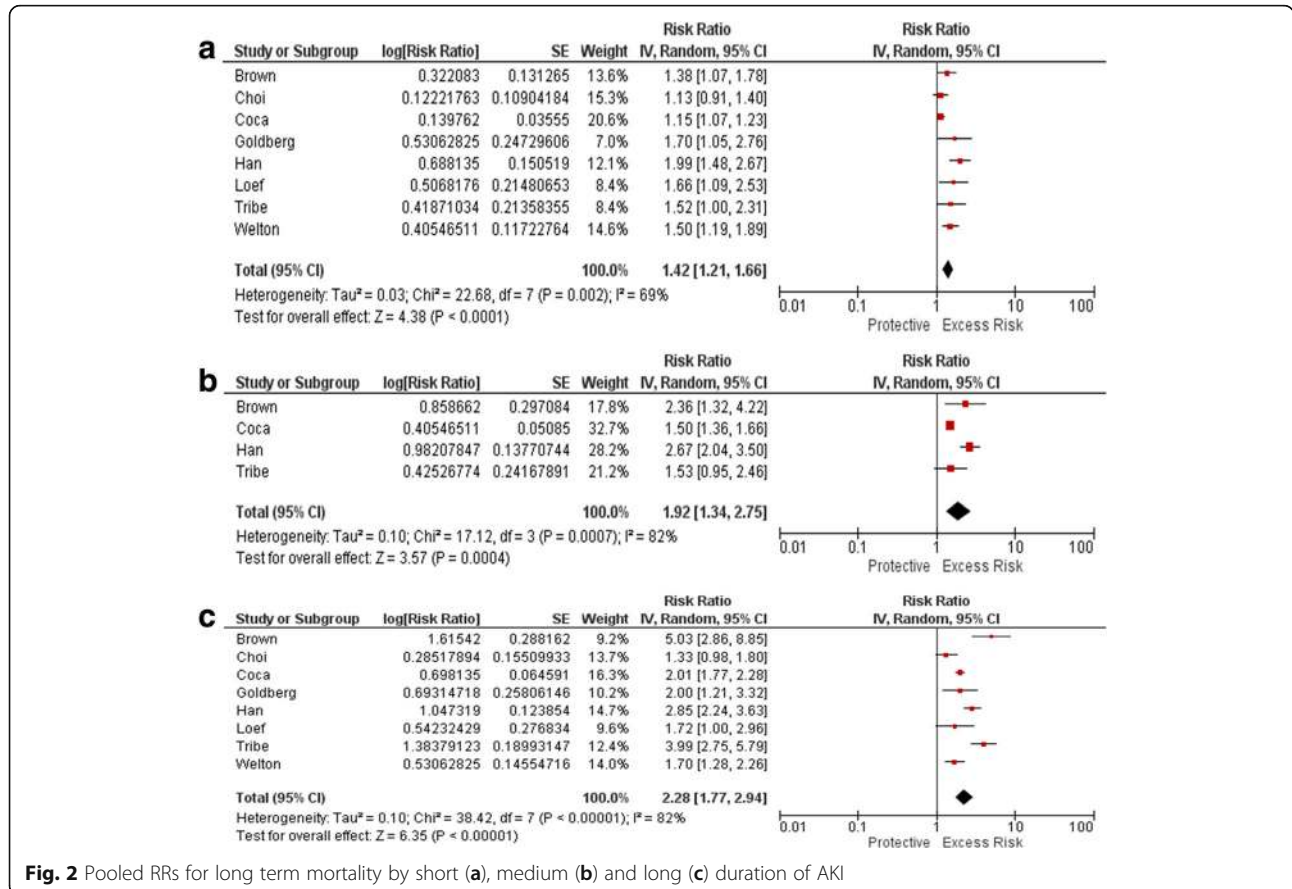 a
Risk Ratio Risk Ratio
Study or Subgroup log[Risk Ratio] SE Weight IV, Random, 95% CI IV, Random, 95% CI
Brown 0.322083 0.131265 13.6% 1.38 [1.07, 1.78]
Choi 0.12221763 0.10904184 15.3% 1.13 [0.91, 1.40]
Coca 0.139762 0.03555 20.6% 1.15 [1.07, 1.23]
Goldberg 0.53062825 0.24729606 7.0% 1.70 [1.05, 2.76]
Han 0.688135 0.150519 12.1% 1.99 [1.48, 2.67]
Loef 0.5068176 0.21480653 8.4% 1.66 [1.09, 2.53]
Tribe 0.41871034 0.21358355 8.4% 1.52 [1.00, 2.31]
Welton 0.40546511 0.11722764 14.6% 1.50 [1.19, 1.89]
Total (95% CI) 100.0% 1.42 [1.21, 1.66]
Heterogeneity: Tau² = 0.03; Chi² = 22.68, df = 7 (P = 0.002); I² = 69%
Test for overall effect: Z = 4.38 (P < 0.0001)
0.01 0.1 1 10 100
Protective Excess Risk
b
Risk Ratio Risk Ratio
Study or Subgroup log[Risk Ratio] SE Weight IV, Random, 95% CI IV, Random, 95% CI
Brown 0.858662 0.297084 17.8% 2.36 [1.32, 4.22]
Coca 0.40546511 0.05085 32.7% 1.50 [1.36, 1.66]
Han 0.98207847 0.13770744 28.2% 2.67 [2.04, 3.50]
Tribe 0.42526774 0.24167891 21.2% 1.53 [0.95, 2.46]
Total (95% CI) 100.0% 1.92 [1.34, 2.75]
Heterogeneity: Tau² = 0.10; Chi² = 17.12, df = 3 (P = 0.0007); I² = 82%
Test for overall effect: Z = 3.57 (P = 0.0004)
0.01 0.1 1 10 100
Protective Excess Risk
c
Risk Ratio Risk Ratio
Study or Subgroup log[Risk Ratio] SE Weight IV, Random, 95% CI IV, Random, 95% CI
Brown 1.61542 0.288162 9.2% 5.03 [2.86, 8.85]
Choi 0.28517894 0.15509933 13.7% 1.33 [0.98, 1.80]
Coca 0.698135 0.064591 16.3% 2.01 [1.77, 2.28]
Goldberg 0.69314718 0.25806146 10.2% 2.00 [1.21, 3.32]
Han 1.047319 0.123854 14.7% 2.85 [2.24, 3.63]
Loef 0.54232429 0.276834 9.6% 1.72 [1.00, 2.96]
Tribe 1.38379123 0.18993147 12.4% 3.99 [2.75, 5.79]
Welton 0.53062825 0.14554716 14.0% 1.70 [1.28, 2.26]
Total (95% CI) 100.0% 2.28 [1.77, 2.94]
Heterogeneity: Tau² = 0.10; Chi² = 38.42, df = 7 (P < 0.00001); I² = 82%
Test for overall effect: Z = 6.35 (P < 0.00001)
0.01 0.1 1 10 100
Protective Excess Risk
Fig. 2 Pooled RRs for long term mortality by short (a), medium (b) and long (c) duration of AKI